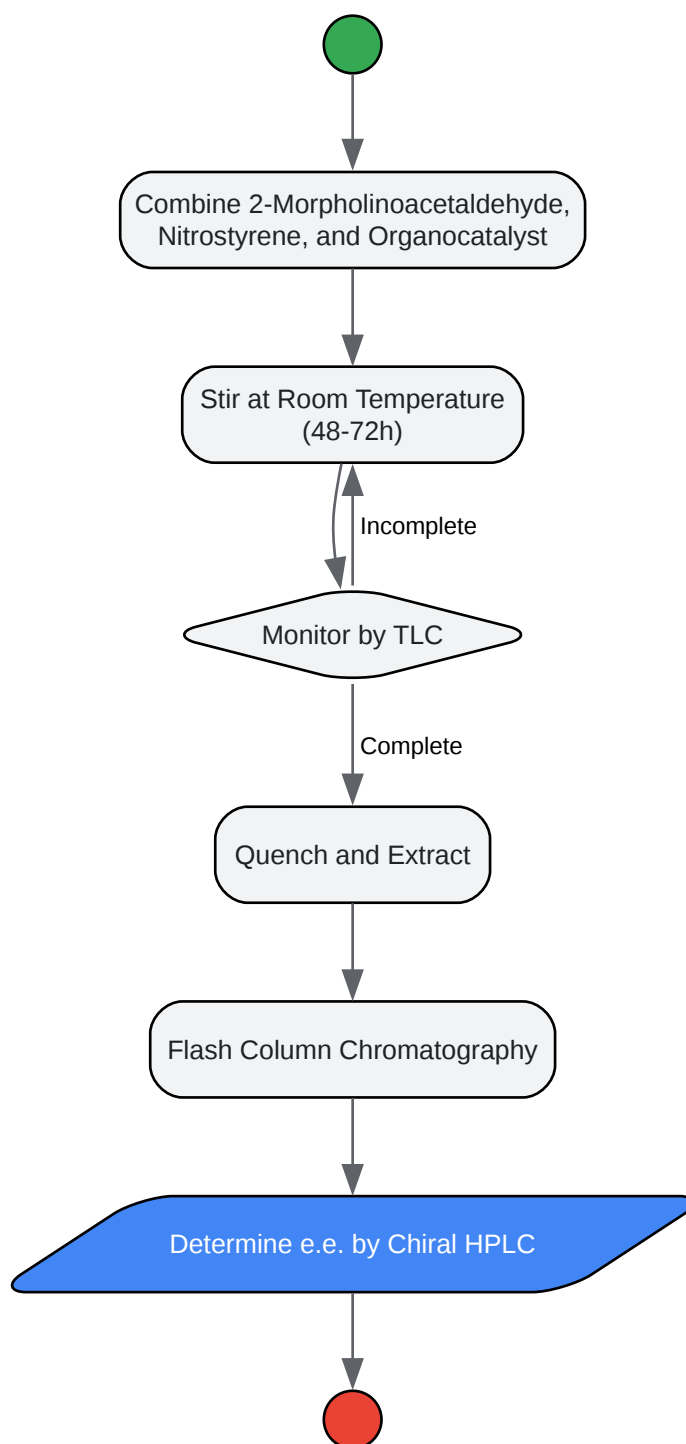 Combine 2-Morpholinoacetaldehyde,
Nitrostyrene, and Organocatalyst
Stir at Room Temperature
(48-72h)
Incomplete
Monitor by TLC
Complete
Quench and Extract
Flash Column Chromatography
Determine e.e. by Chiral HPLC